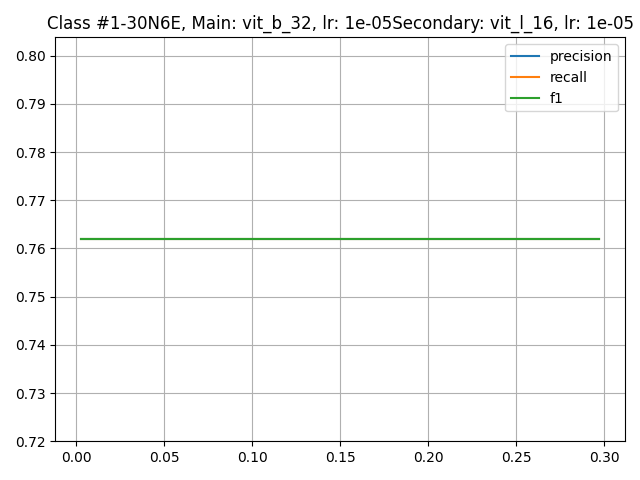 Class #1-30N6E, Main: vit_b_32, lr: 1e-05Secondary: vit_l_16, lr: 1e-05
precision
recall
f1
0.80
0.79
0.78
0.77
0.76
0.75
0.74
0.73
0.72
0.00 0.05 0.10 0.15 0.20 0.25 0.30